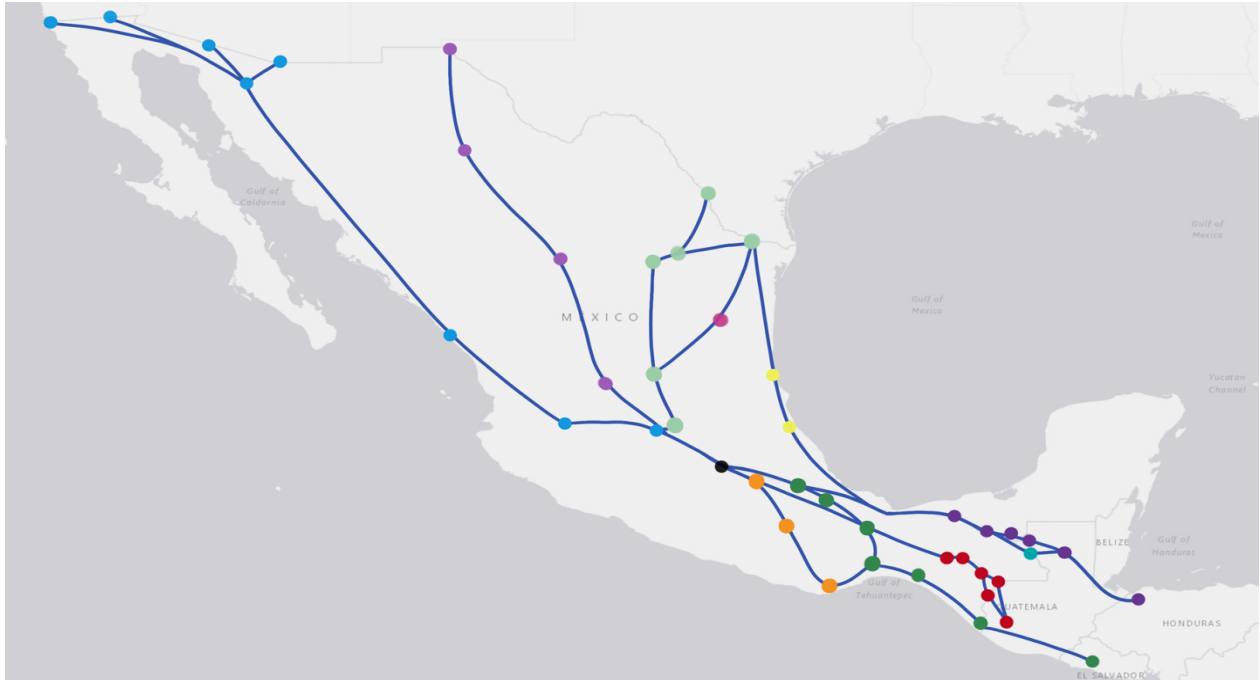 Gulf of
California
Gulf of
Mexico
Gulf of
Mexico
MEXICO
Yucatan
Channel
BELIZE
Gulf of
Honduras
Gulf of
Tehuantepec
GUATEMALA
HONDURAS
EL SALVADOR